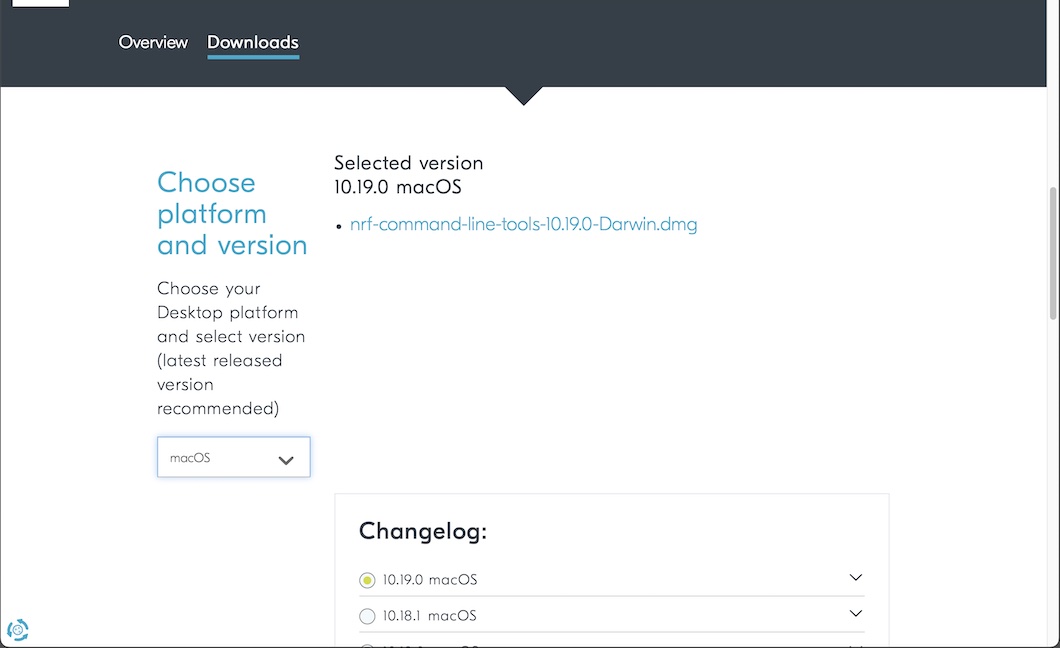 Overview Downloads
Choose
platform
and version
Choose your
Desktop platform
and select version
(latest released
version
recommended)
macOS
Selected version
10.19.0 macOS
• nrf-command-line-tools-10.19.0-Darwin.dmg
Changelog:
10.19.0 macOS
10.18.1 macOS